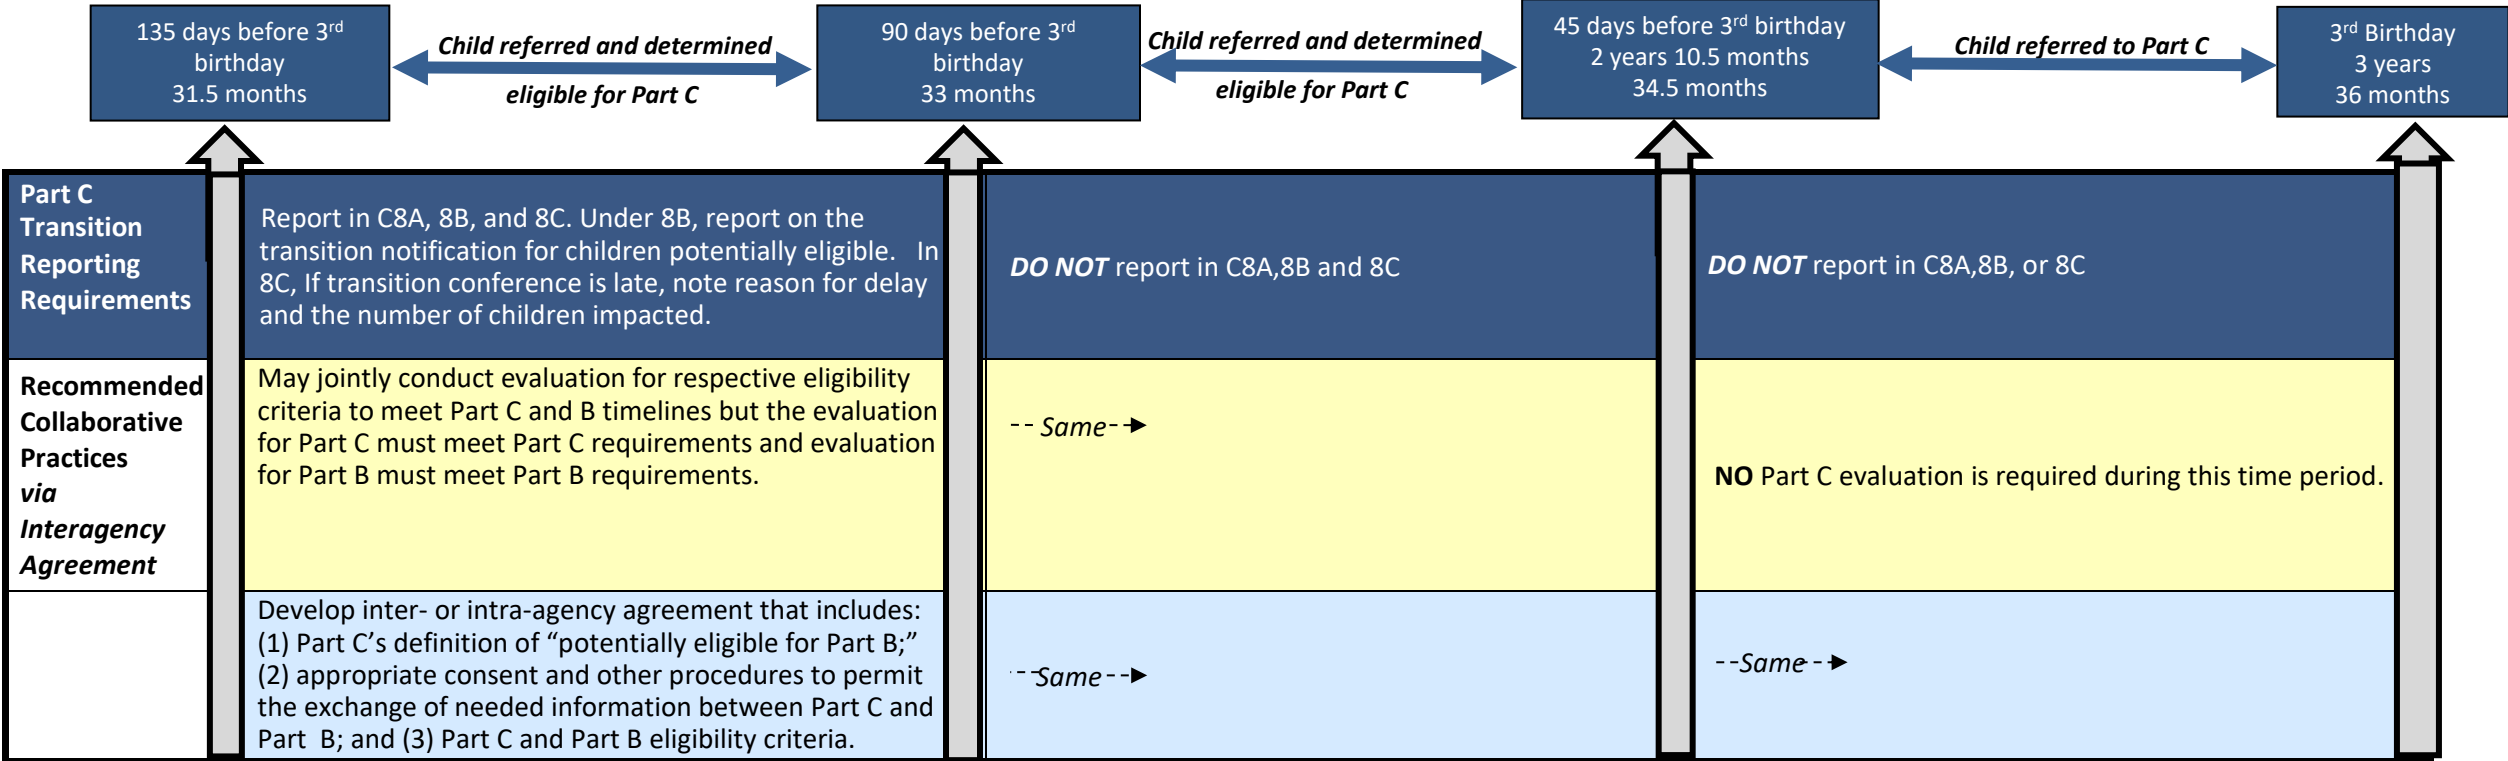 135 days before 3rd
birthday
31.5 months
Child referred and determined
eligible for Part C
90 days before 3rd
birthday
33 months
Child referred and determined
eligible for Part C
45 days before 3rd birthday
2 years 10.5 months
34.5 months
Child referred to Part C
3rd Birthday
3 years
36 months
Part C
Transition
Reporting
Requirements
Report in C8A, 8B, and 8C. Under 8B, report on the
transition notification for children potentially eligible.   In
8C, If transition conference is late, note reason for delay
and the number of children impacted.
DO NOT report in C8A,8B and 8C
DO NOT report in C8A,8B, or 8C
Recommended
Collaborative
Practices
via
Interagency
Agreement
May jointly conduct evaluation for respective eligibility
criteria to meet Part C and B timelines but the evaluation
for Part C must meet Part C requirements and evaluation
for Part B must meet Part B requirements.
Same
NO Part C evaluation is required during this time period.
Develop inter- or intra-agency agreement that includes:
(1) Part C’s definition of “potentially eligible for Part B;”
(2) appropriate consent and other procedures to permit
the exchange of needed information between Part C and
Part  B; and (3) Part C and Part B eligibility criteria.
Same
Same